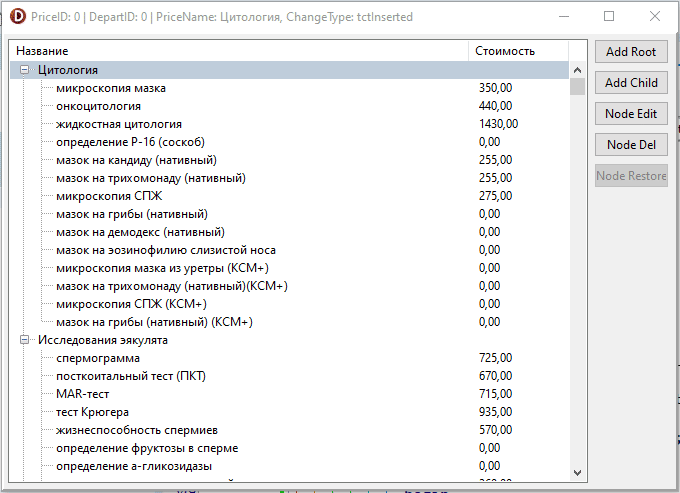 PriceID: 0 | DepartID: 0 | PriceName: Цитология, ChangeType: tctInserted
Название Стоимость
Цитология
микроскопия мазка 350,00
онкоцитология 440,00
жидкостная цитология 1430,00
определение P-16 (соскоб) 0,00
мазок на кандиду (нативный) 255,00
мазок на трихомонаду (нативный) 255,00
микроскопия СПЖ 275,00
мазок на грибы (нативный) 0,00
мазок на демодекс (нативный) 0,00
мазок на эозинофилию слизистой носа 0,00
микроскопия мазка из уретры (КСМ+) 0,00
мазок на трихомонаду (нативный)(КСМ+) 0,00
микроскопия СПЖ (КСМ+) 0,00
мазок на грибы (нативный) (КСМ+) 0,00
Исследования эякулята
спермограмма 725,00
посткоитальный тест (ПКТ) 670,00
MAR-тест 715,00
тест Крюгера 935,00
жизнеспособность спермиев 570,00
определение фруктозы в сперме 0,00
определение а-гликозидазы 0,00
Add Root
Add Child
Node Edit
Node Del
Node Restore